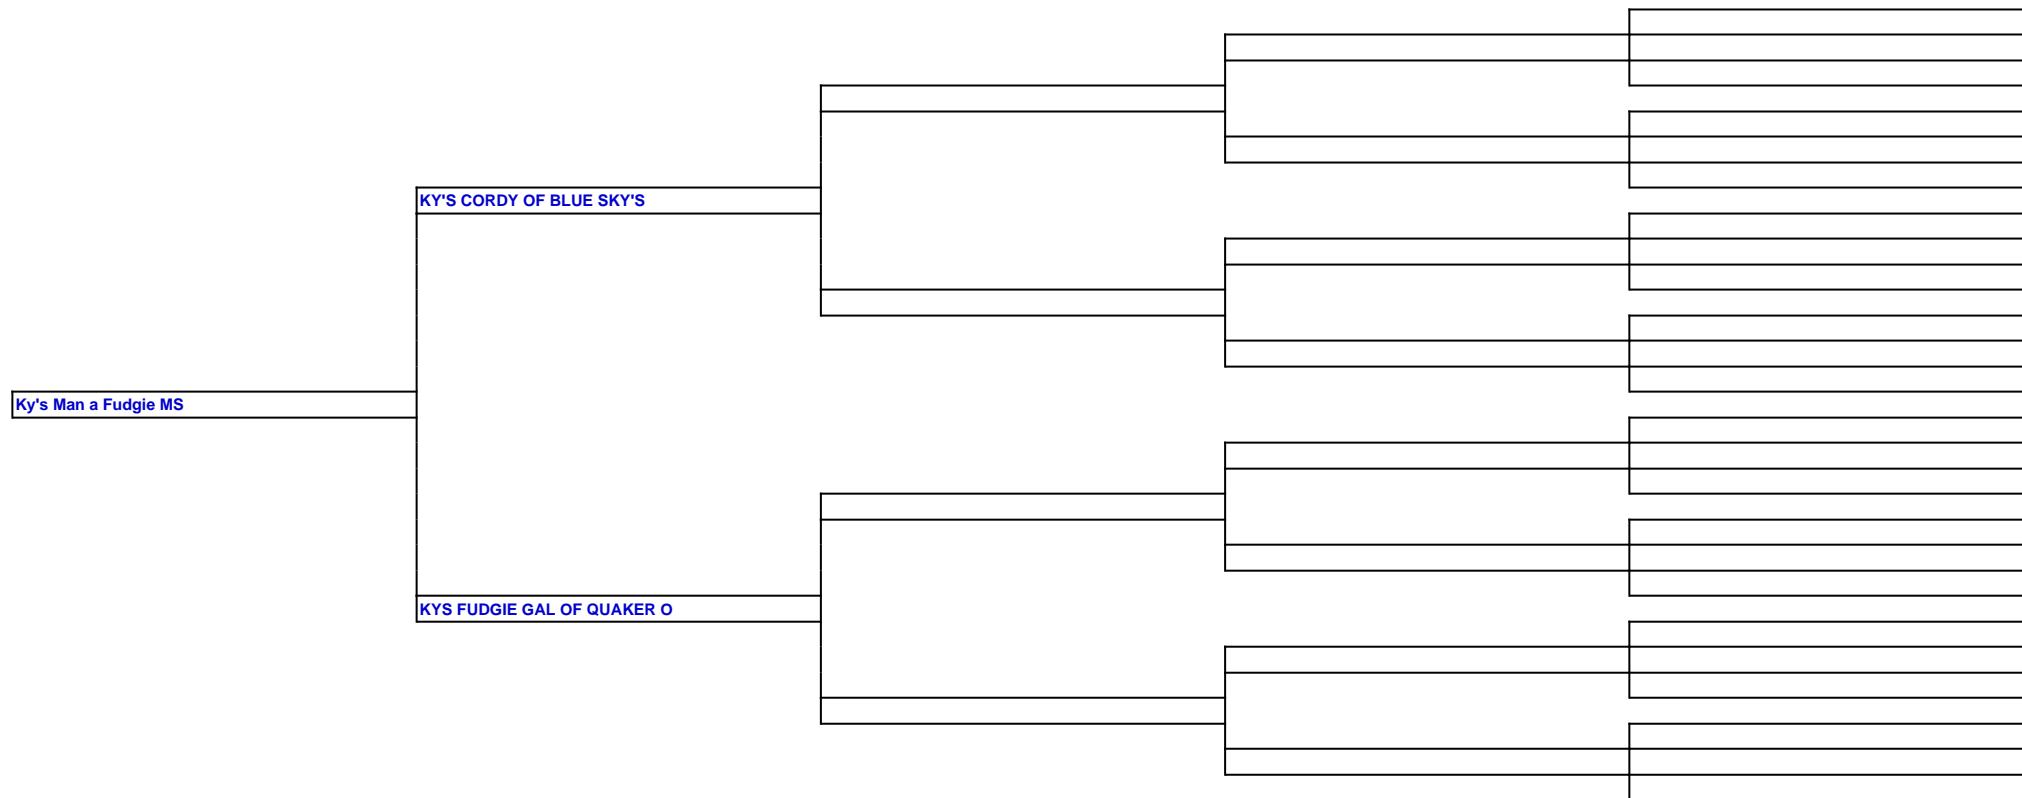 KY'S CORDY OF BLUE SKY'S
Ky's Man a Fudgie MS
KYS FUDGIE GAL OF QUAKER O